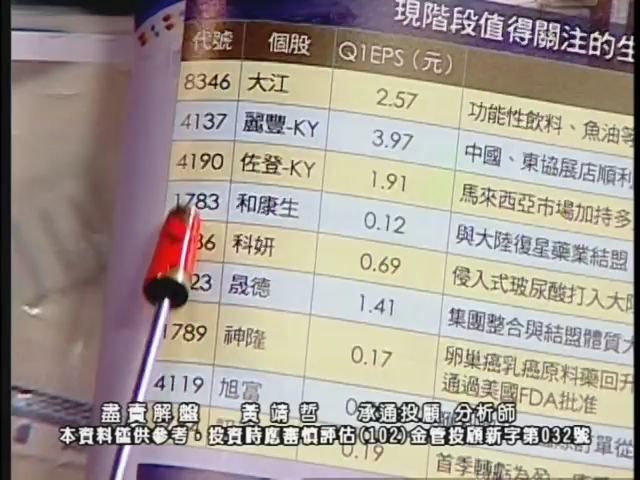 現階段值得關注的生
代號 個股 Q1EPS（元）
8346 大江 2.57 功能性飲料、魚油等
4137 麗豐-KY 3.97 中國、東協展店順利
4190 佐登-KY 1.91 馬來西亞市場加持多
1783 和康生 0.12 與大陸復星藥業結盟
36 科妍 0.69 侵入式玻尿酸打入大陸
23 晟德 1.41 集團整合與結盟體質大
1789 神隆 0.17 卵巢癌乳癌原料藥回升
通過美國FDA批准
4119 旭富
盡責解盤 黃靖哲 承通投顧 分析師
本資料僅供參考，投資時應審慎評估(102)金管投顧新字第032號
0.19 首季轉虧為盈